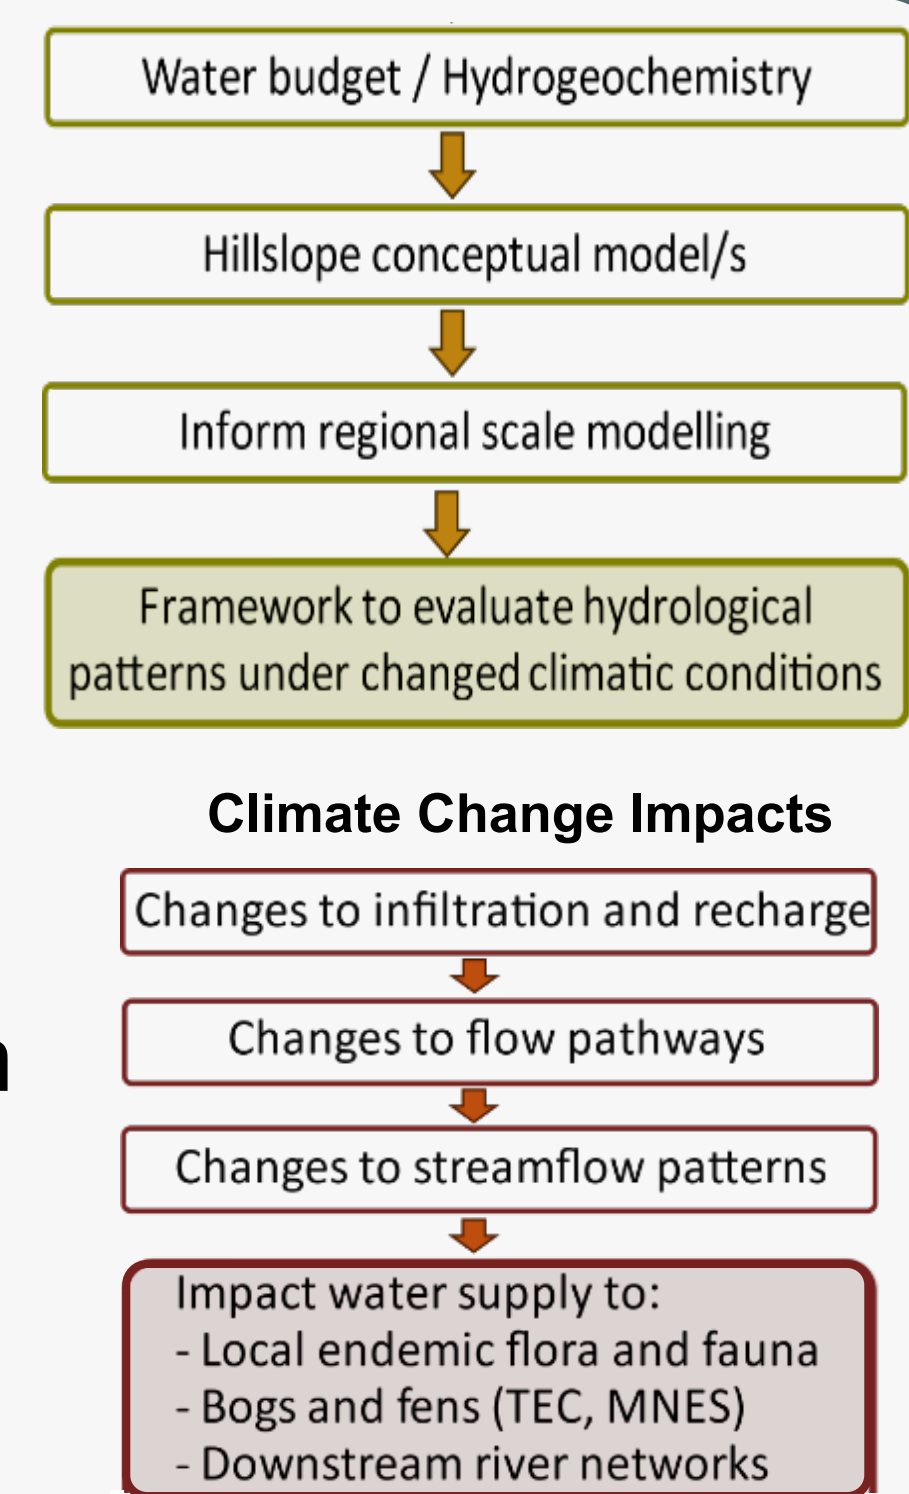 Water budget / Hydrogeochemistry
Hillslope conceptual model/s
Inform regional scale modelling
Framework to evaluate hydrological
patterns under changed climatic conditions
Climate Change Impacts
Changes to infiltration and recharge
Changes to flow pathways
Changes to streamflow patterns
Impact water supply to:
- Local endemic flora and fauna
- Bogs and fens (TEC, MNES)
- Downstream river networks